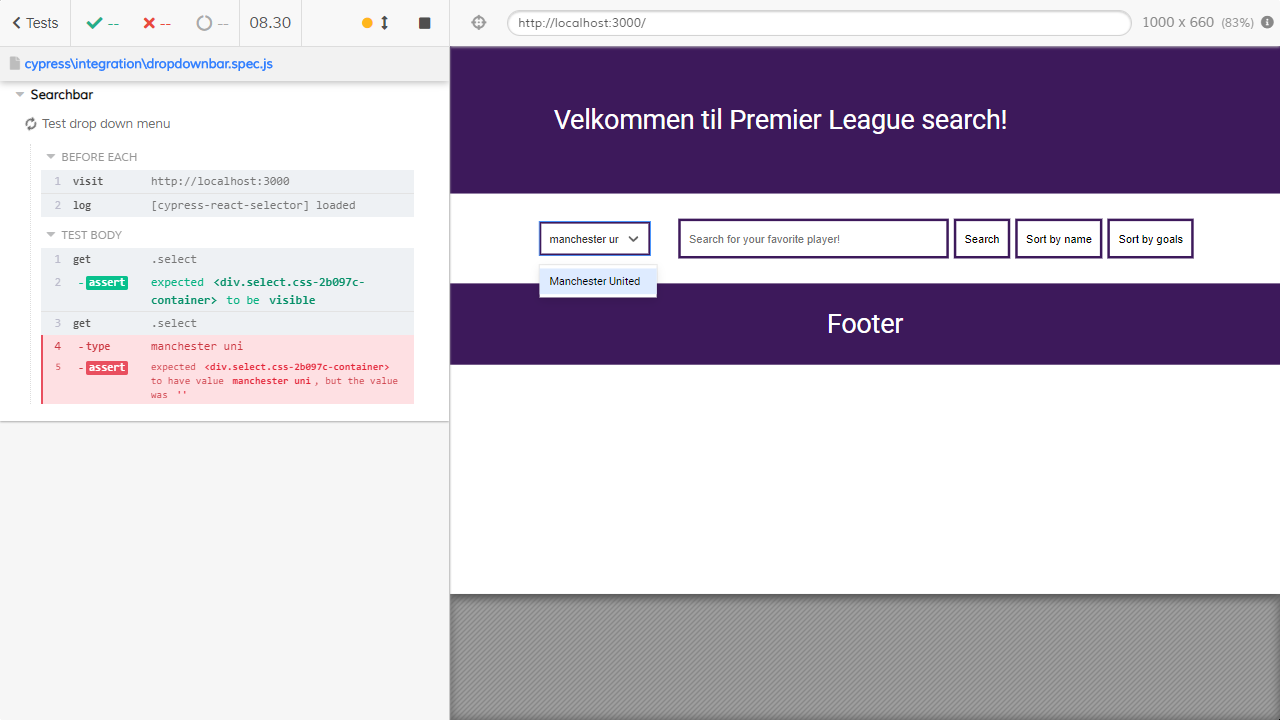 Tests
--
--
--
08.30
http://localhost:3000/
1000 x 660 (83%)
cypress\integration\dropdownbar.spec.js
Searchbar
Test drop down menu
BEFORE EACH
1 visit http://localhost:3000
2 log [cypress-react-selector] loaded
TEST BODY
1 get .select
2 -assert expected <div.select.css-2b097c-
container> to be visible
3 get .select
4 -type manchester uni
5 -assert expected <div.select.css-2b097c-container>
to have value manchester uni, but the value
was ''
Velkommen til Premier League search!
manchester ur
Search for your favorite player!
Search
Sort by name
Sort by goals
Manchester United
Footer